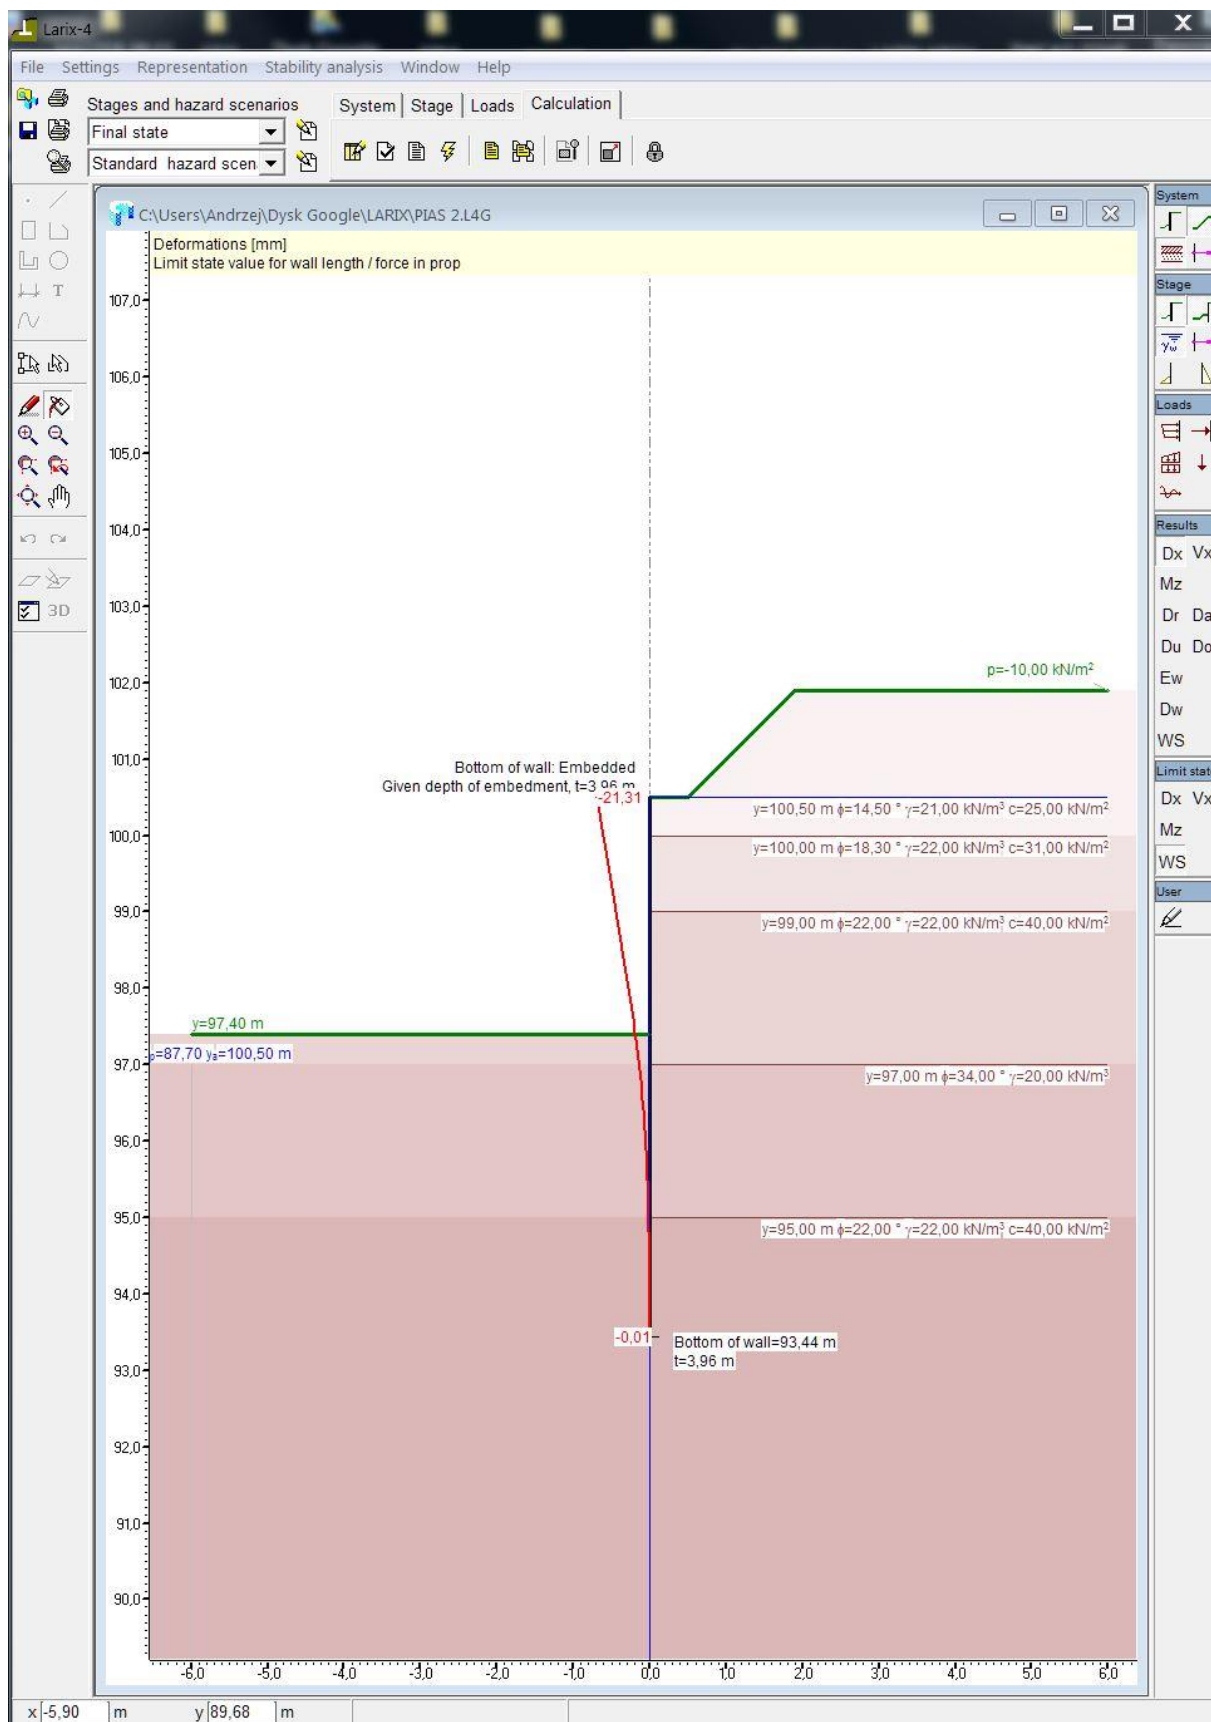 Larix-4
File Settings Representation Stability analysis Window Help
Stages and hazard scenarios
System Stage Loads Calculation
Final state
Standard hazard scen
C:\Users\Andrzej\Dysk Google\LARIX\PIAS 2.L4G
Deformations [mm]
Limit state value for wall length / force in prop
107,0
106,0
105,0
104,0
103,0
102,0
101,0
100,0
99,0
98,0
97,0
96,0
95,0
94,0
93,0
92,0
91,0
90,0
p=-10,00 kN/m²
Bottom of wall: Embedded
Given depth of embedment, t=3,96 m
-21,31
y=100,50 m ϕ=14,50 ° γ=21,00 kN/m³ c=25,00 kN/m²
y=100,00 m ϕ=18,30 ° γ=22,00 kN/m³ c=31,00 kN/m²
y=99,00 m ϕ=22,00 ° γ=22,00 kN/m³ c=40,00 kN/m²
y=97,40 m
=87,70 yₐ=100,50 m
y=97,00 m ϕ=34,00 ° γ=20,00 kN/m³
y=95,00 m ϕ=22,00 ° γ=22,00 kN/m³ c=40,00 kN/m²
-0,01
Bottom of wall=93,44 m
t=3,96 m
-6,0 -5,0 -4,0 -3,0 -2,0 -1,0 0,0 1,0 2,0 3,0 4,0 5,0 6,0
x -5,90 m y 89,68 m
T
3D
System
Stage
γw
Loads
Results
Dx Vx
Mz
Dr Da
Du Do
Ew
Dw
WS
Limit stat
Dx Vx
Mz
WS
User